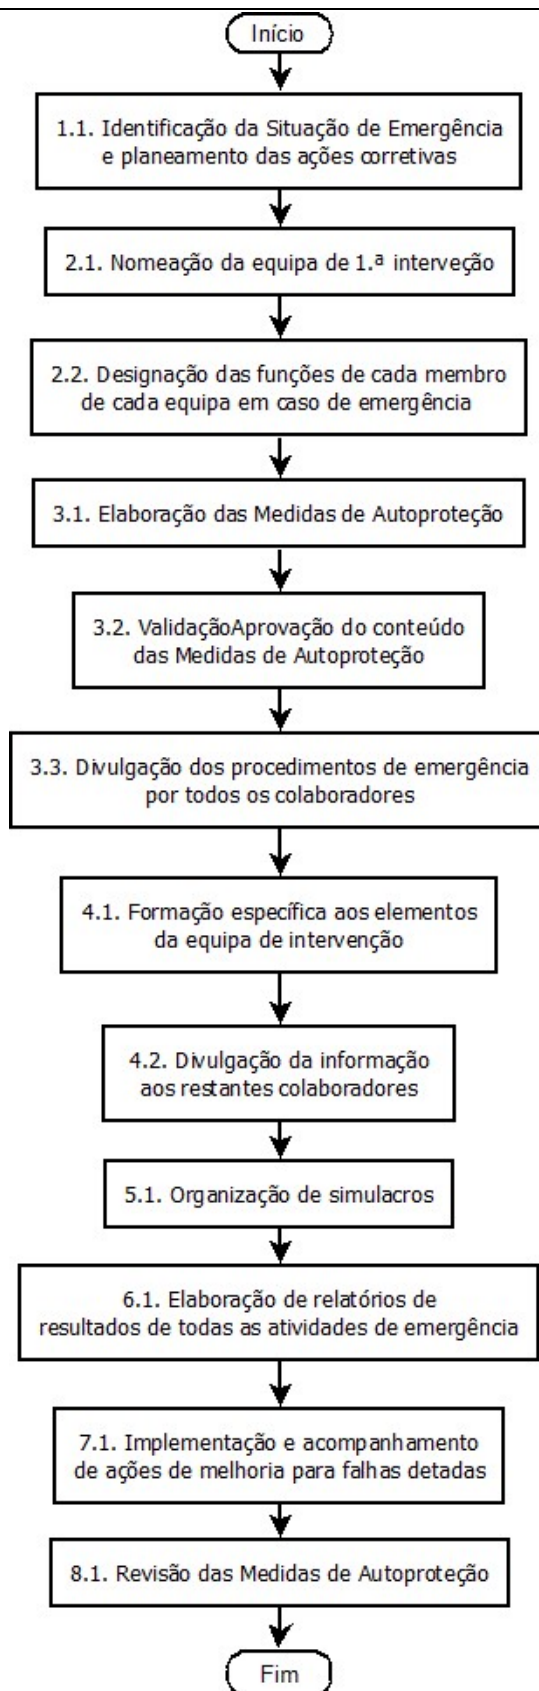 Início
1.1. Identificação da Situação de Emergência
e planeamento das ações corretivas
2.1. Nomeação da equipa de 1.ª interveção
2.2. Designação das funções de cada membro
de cada equipa em caso de emergência
3.1. Elaboração das Medidas de Autoproteção
3.2. ValidaçãoAprovação do conteúdo
das Medidas de Autoproteção
3.3. Divulgação dos procedimentos de emergência
por todos os colaboradores
4.1. Formação específica aos elementos
da equipa de intervenção
4.2. Divulgação da informação
aos restantes colaboradores
5.1. Organização de simulacros
6.1. Elaboração de relatórios de
resultados de todas as atividades de emergência
7.1. Implementação e acompanhamento
de ações de melhoria para falhas detadas
8.1. Revisão das Medidas de Autoproteção
Fim